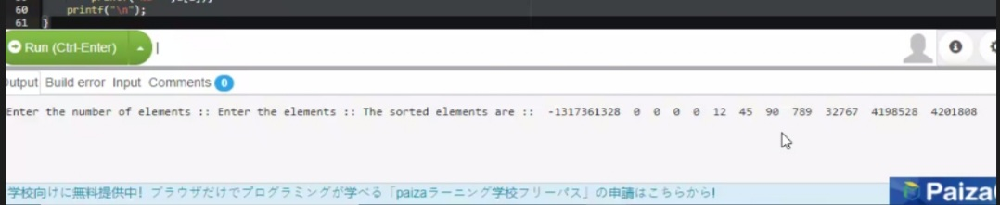 60 printf("\n");
61 }
Run (Ctrl-Enter)
Output Build error Input Comments 0
Enter the number of elements :: Enter the elements :: The sorted elements are :: -1317361328 0 0 0 0 12 45 90 789 32767 4198528 4201808
学校向けに無料提供中! ブラウザだけでプログラミングが学べる「paizaラーニング学校フリーパス」の申請はこちらから!
Paiza